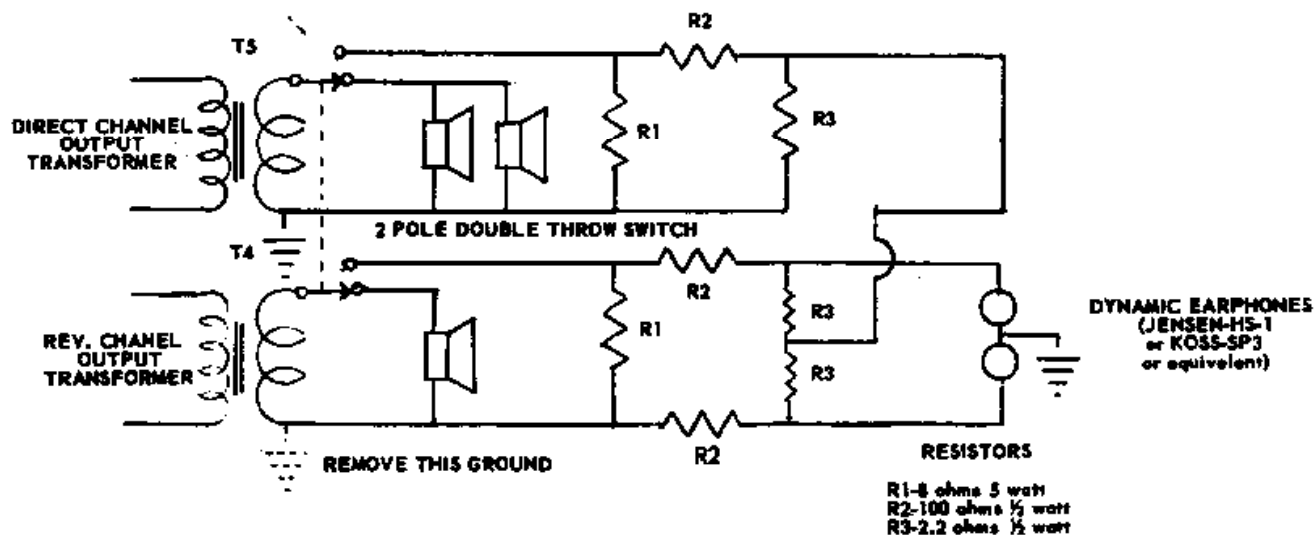 R2
T5
DIRECT CHANNEL
OUTPUT
TRANSFORMER
R1
R3
2 POLE DOUBLE THROW SWITCH
T4
R2
REV. CHANEL
OUTPUT
TRANSFORMER
R1
R3
R3
DYNAMIC EARPHONES
(JENSEN-HS-1
or KOSS-SP3
or equivelent)
R2
REMOVE THIS GROUND
RESISTORS
R1-8 ohms 5 watt
R2-100 ohms ½ watt
R3-2.2 ohms ½ watt